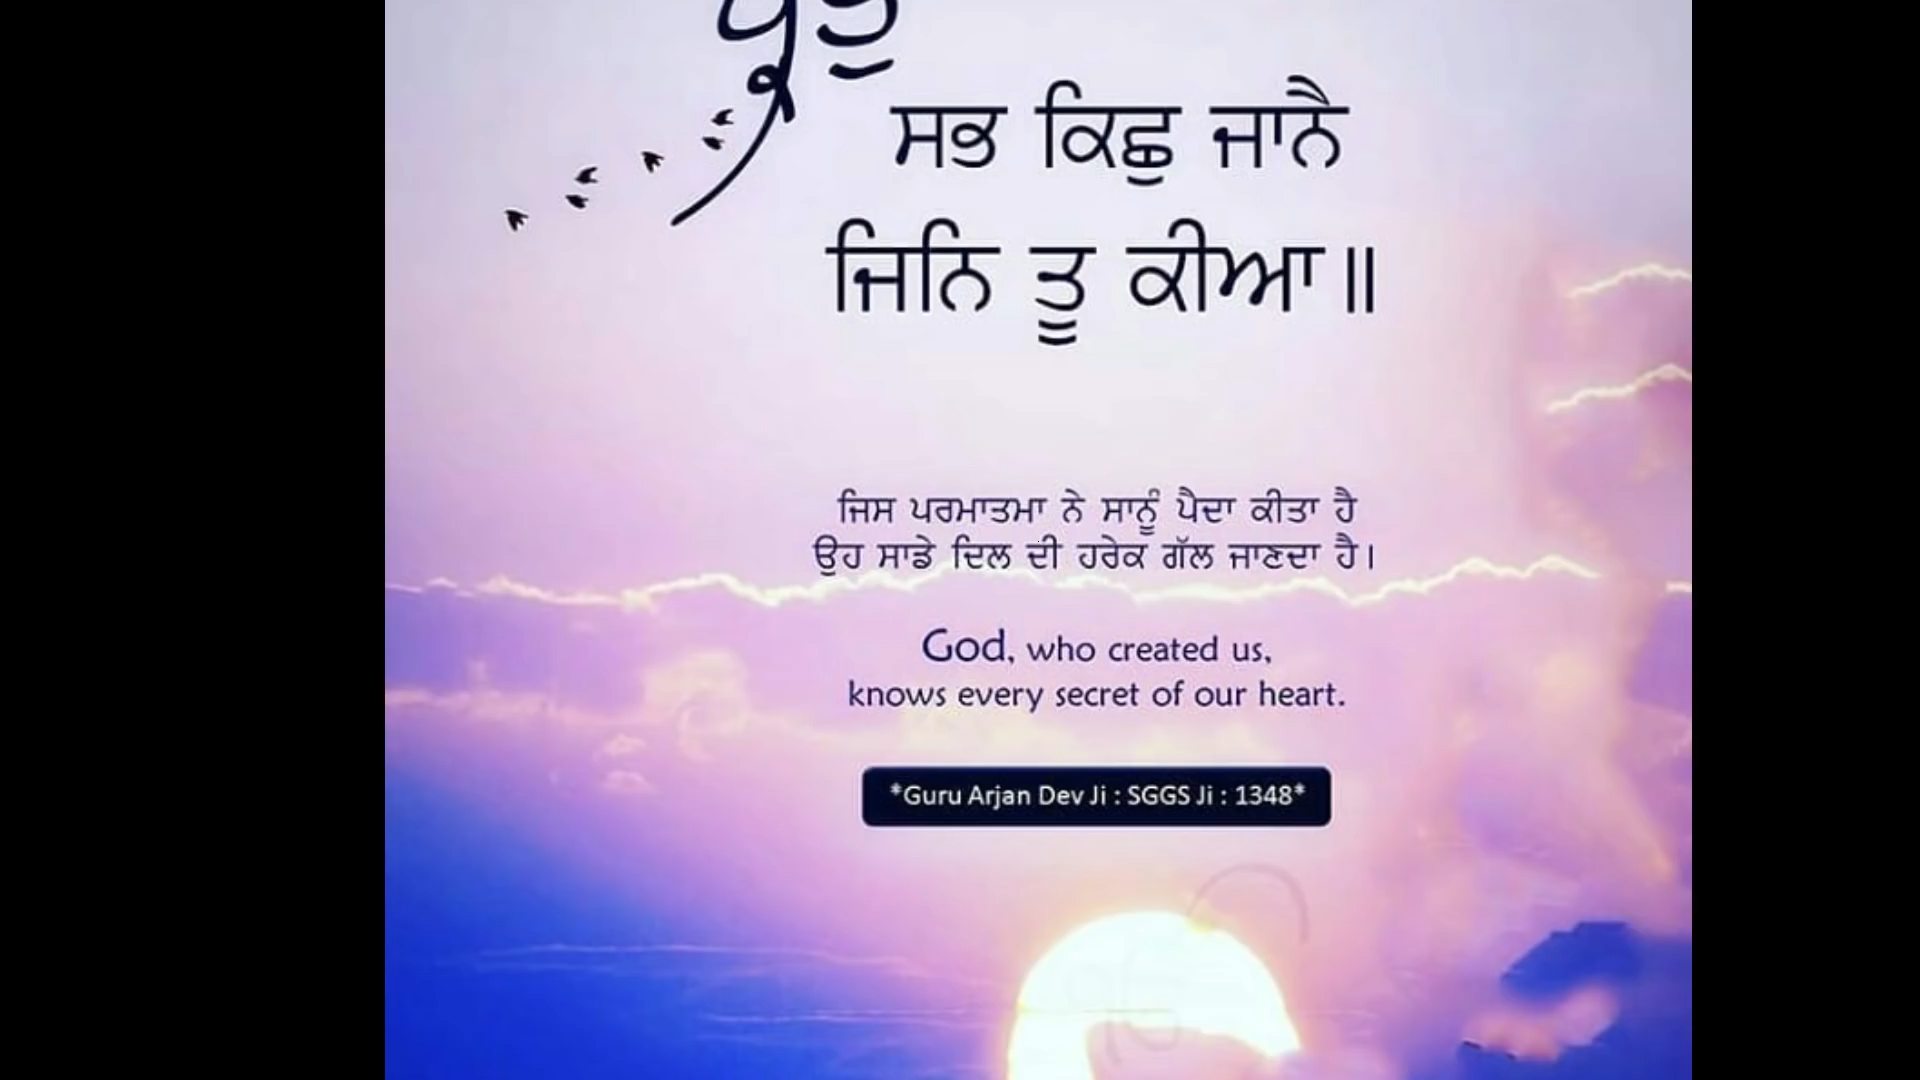 ਸਭ ਕਿਛੁ ਜਾਨੈ
ਜਿਨਿ ਤੂ ਕੀਆ॥
ਜਿਸ ਪਰਮਾਤਮਾ ਨੇ ਸਾਨੂੰ ਪੈਦਾ ਕੀਤਾ ਹੈ
ਉਹ ਸਾਡੇ ਦਿਲ ਦੀ ਹਰੇਕ ਗੱਲ ਜਾਣਦਾ ਹੈ।
God, who created us,
knows every secret of our heart.
*Guru Arjan Dev Ji : SGGS Ji : 1348*